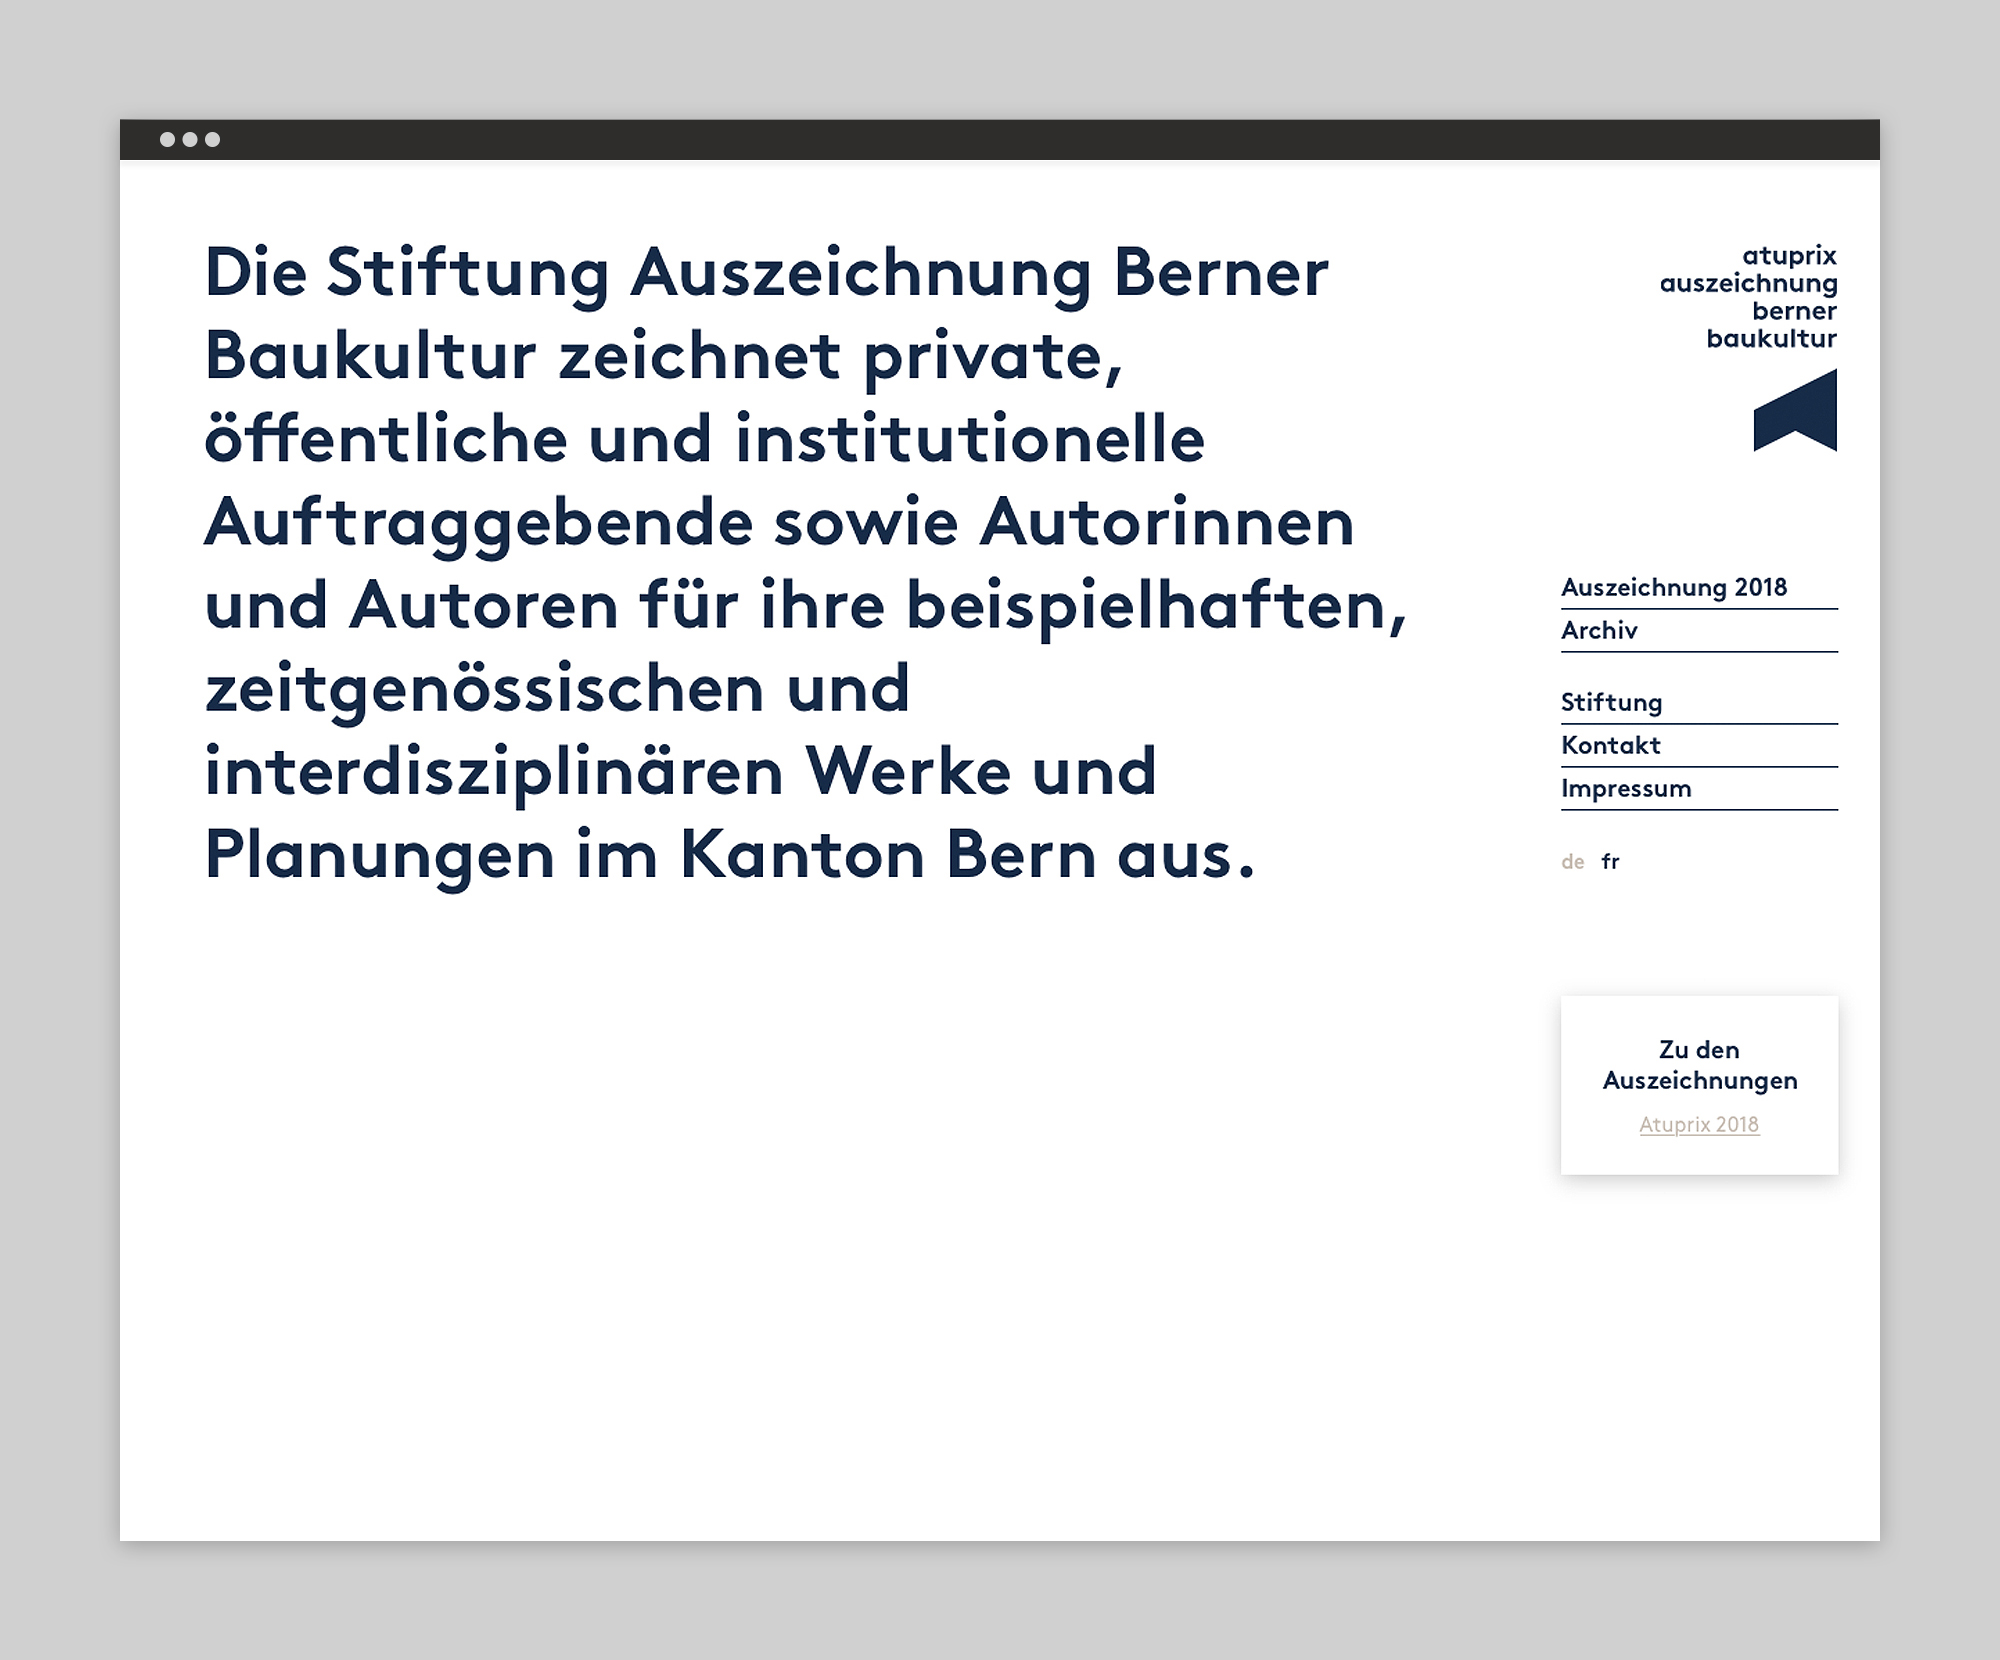 Die Stiftung Auszeichnung Berner
Baukultur zeichnet private,
öffentliche und institutionelle
Auftraggebende sowie Autorinnen
und Autoren für ihre beispielhaften,
zeitgenössischen und
interdisziplinären Werke und
Planungen im Kanton Bern aus.
atuprix
auszeichnung
berner
baukultur
Auszeichnung 2018
Archiv
Stiftung
Kontakt
Impressum
de fr
Zu den
Auszeichnungen
Atuprix 2018